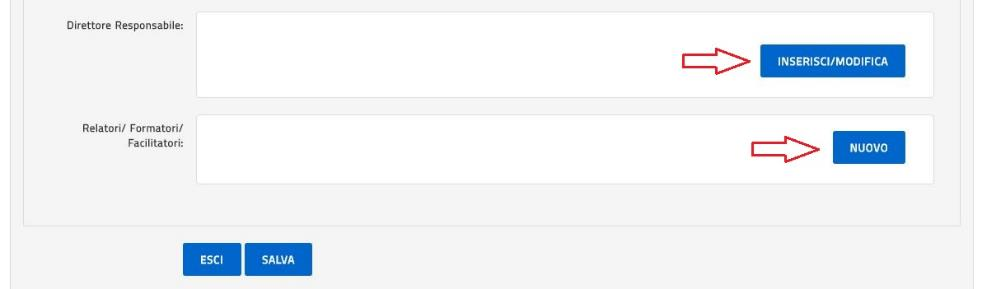 Direttore Responsabile:
INSERISCI/MODIFICA
Relatori/ Formatori/
Facilitatori:
NUOVO
ESCI
SALVA